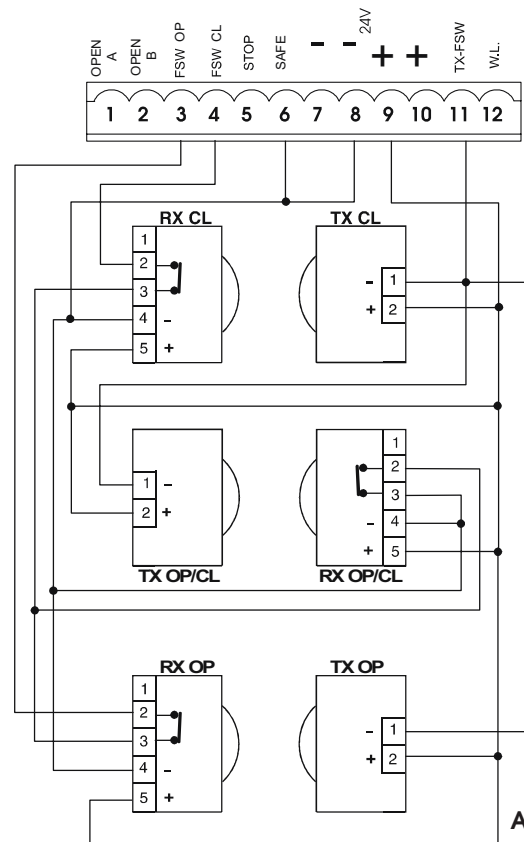 OPEN A
OPEN B
FSW OP
FSW CL
STOP
SAFE
-
-
24V
+
+
TX-FSW
W.L.
1 2 3 4 5 6 7 8 9 10 11 12
RX CL
1
2
3
4 -
5 +
TX CL
- 1
+ 2
1 -
2 +
TX OP/CL
1
2
3
- 4
+ 5
RX OP/CL
RX OP
1
2
3
4 -
5 +
TX OP
- 1
+ 2
A